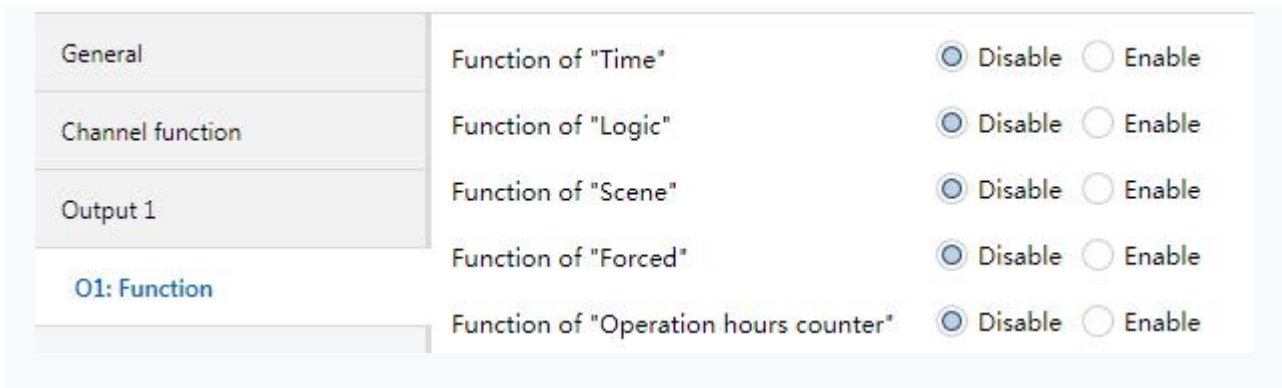 General
Channel function
Output 1
O1: Function
Function of "Time" Disable Enable
Function of "Logic" Disable Enable
Function of "Scene" Disable Enable
Function of "Forced" Disable Enable
Function of "Operation hours counter" Disable Enable